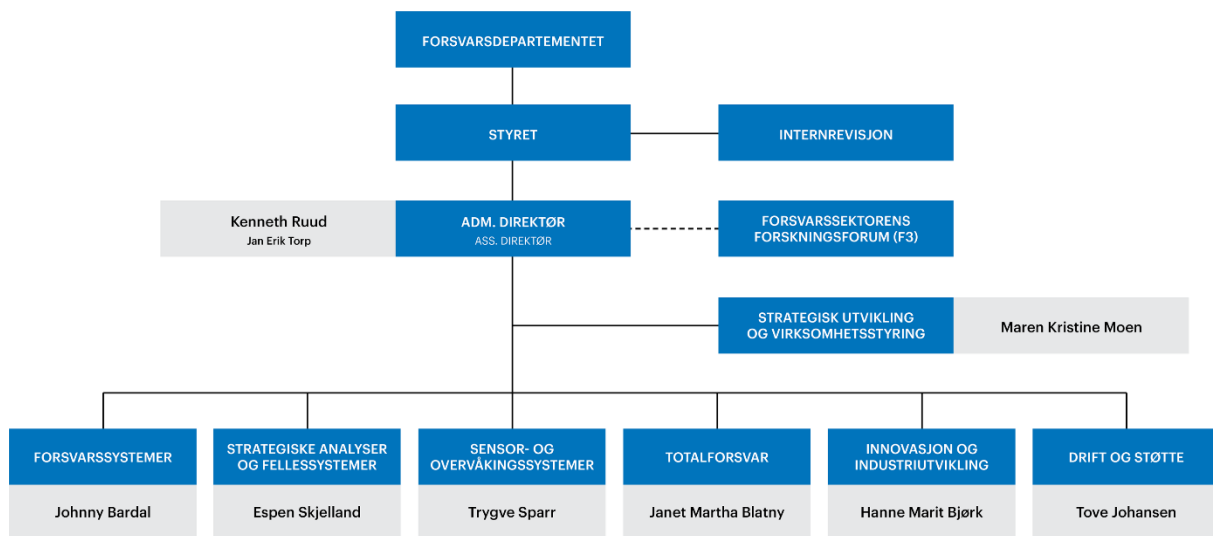 FORSVARSDEPARTEMENTET
STYRET
INTERNREVISJON
Kenneth Ruud
Jan Erik Torp
ADM. DIREKTØR
ASS. DIREKTØR
FORSVARSSEKTORENS
FORSKNINGSFORUM (F3)
STRATEGISK UTVIKLING
OG VIRKSOMHETSSTYRING
Maren Kristine Moen
FORSVARSSYSTEMER
Johnny Bardal
STRATEGISKE ANALYSER
OG FELLESSYSTEMER
Espen Skjelland
SENSOR- OG
OVERVÅKINGSSYSTEMER
Trygve Sparr
TOTALFORSVAR
Janet Martha Blatny
INNOVASJON OG
INDUSTRIUTVIKLING
Hanne Marit Bjørk
DRIFT OG STØTTE
Tove Johansen